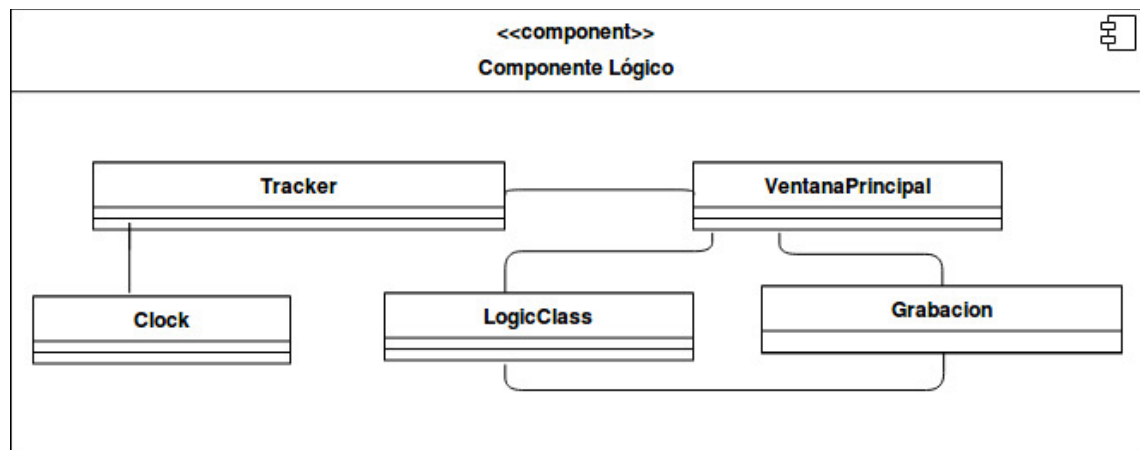 <<component>>
Componente Lógico
Tracker
VentanaPrincipal
Clock
LogicClass
Grabacion